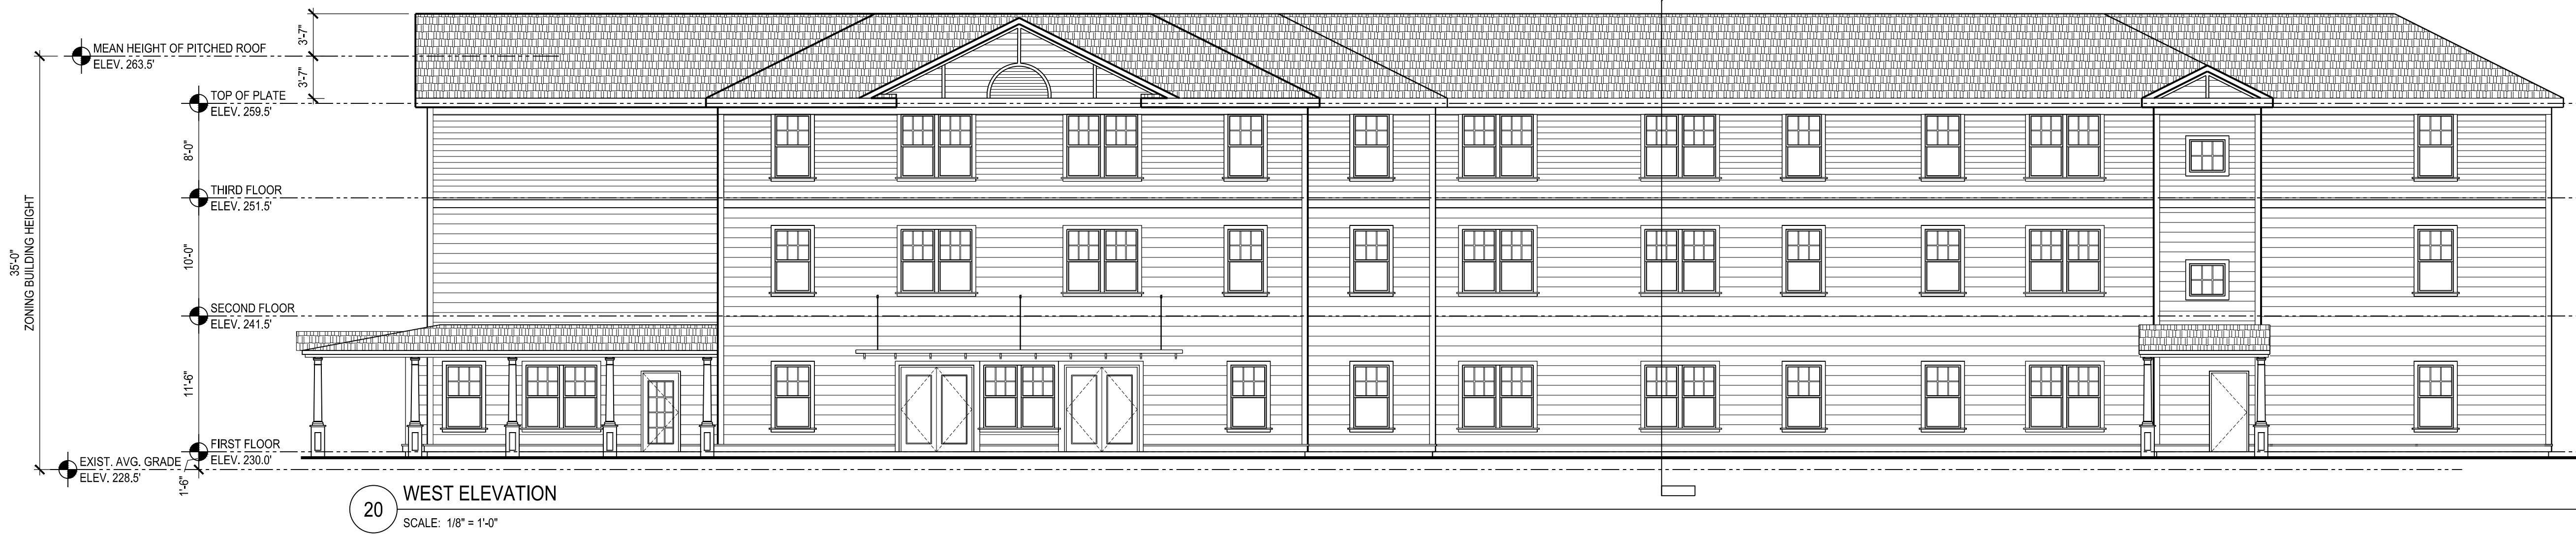 3'-7"
MEAN HEIGHT OF PITCHED ROOF
ELEV. 263.5'
3'-7"
TOP OF PLATE
ELEV. 259.5'
8'-0"
THIRD FLOOR
ELEV. 251.5'
35'-0"
ZONING BUILDING HEIGHT
10'-0"
SECOND FLOOR
ELEV. 241.5'
11'-6"
FIRST FLOOR
ELEV. 230.0'
EXIST. AVG. GRADE
ELEV. 228.5'
1'-6"
20
WEST ELEVATION
SCALE: 1/8" = 1'-0"